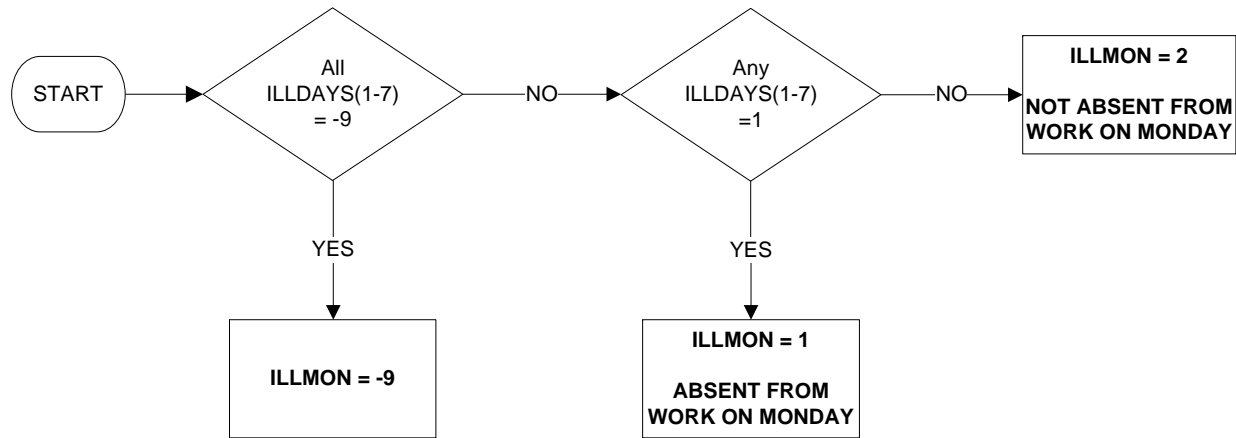 START
All
ILLDAYS(1-7)
= -9
NO
Any
ILLDAYS(1-7)
=1
NO
ILLMON = 2
NOT ABSENT FROM
WORK ON MONDAY
YES
YES
ILLMON = -9
ILLMON = 1
ABSENT FROM
WORK ON MONDAY